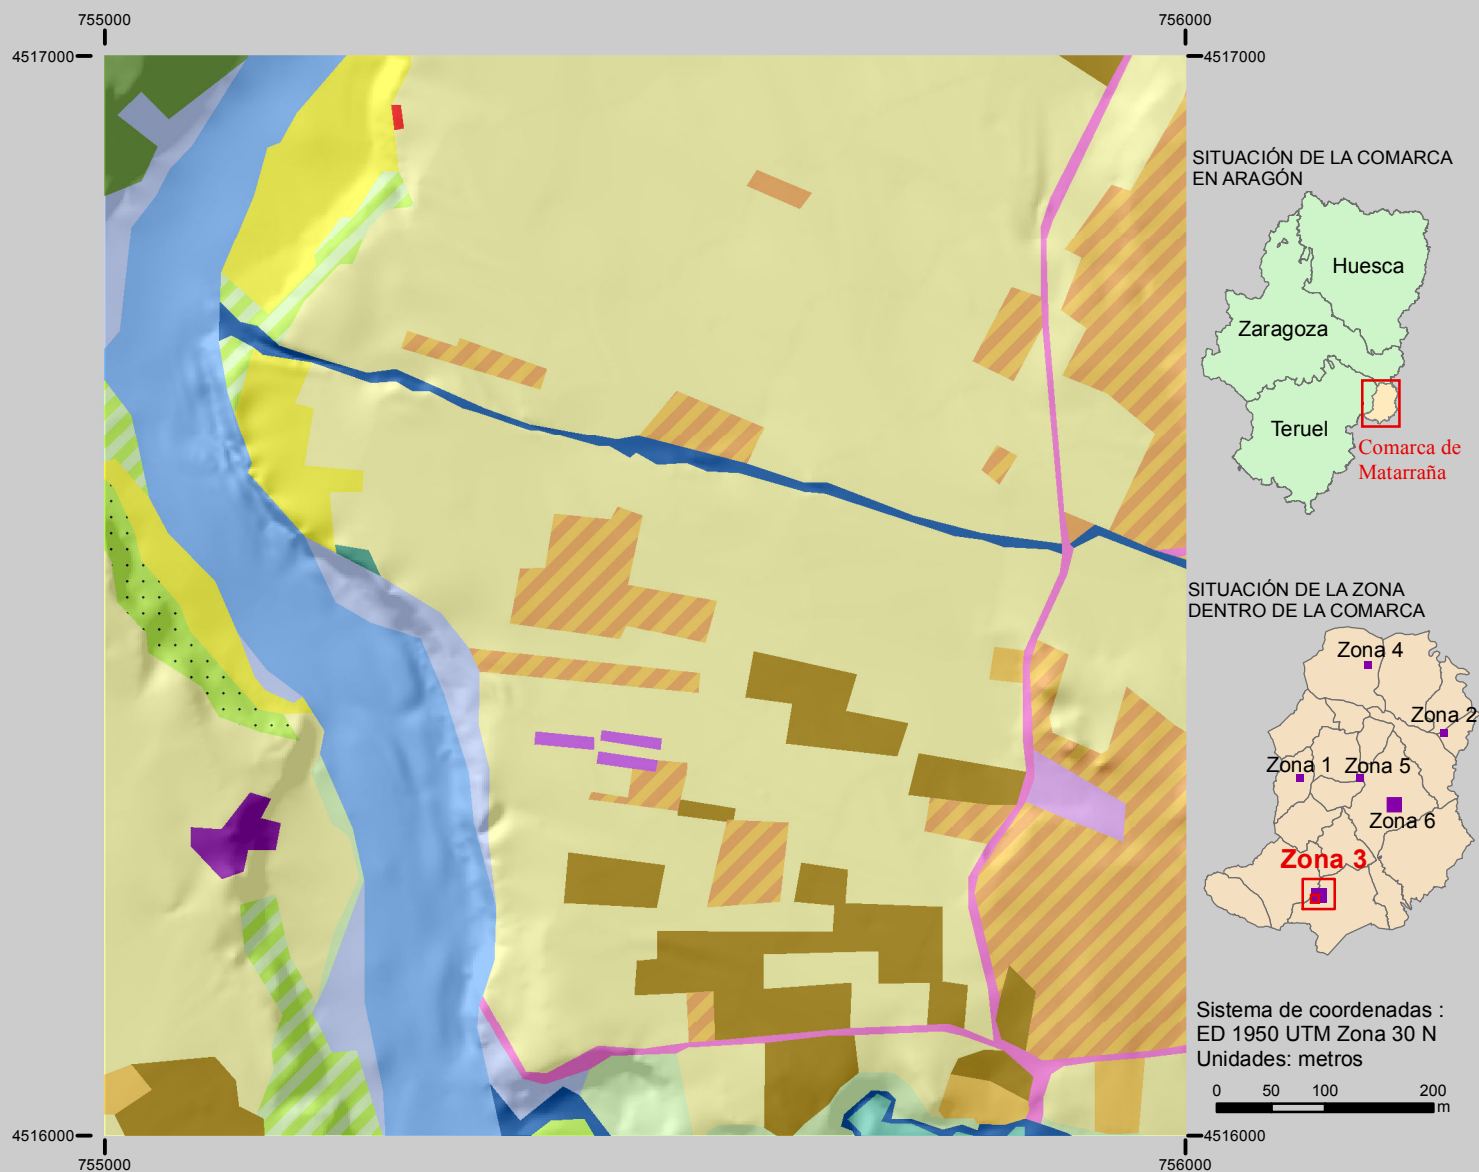 755000
756000
4517000
4517000
SITUACIÓN DE LA COMARCA
EN ARAGÓN
Huesca
Zaragoza
Teruel
Comarca de
Matarraña
SITUACIÓN DE LA ZONA
DENTRO DE LA COMARCA
Zona 4
Zona 2
Zona 1
Zona 5
Zona 6
Zona 3
Sistema de coordenadas :
ED 1950 UTM Zona 30 N
Unidades: metros
0 50 100 200
m
4516000
4516000
755000
756000